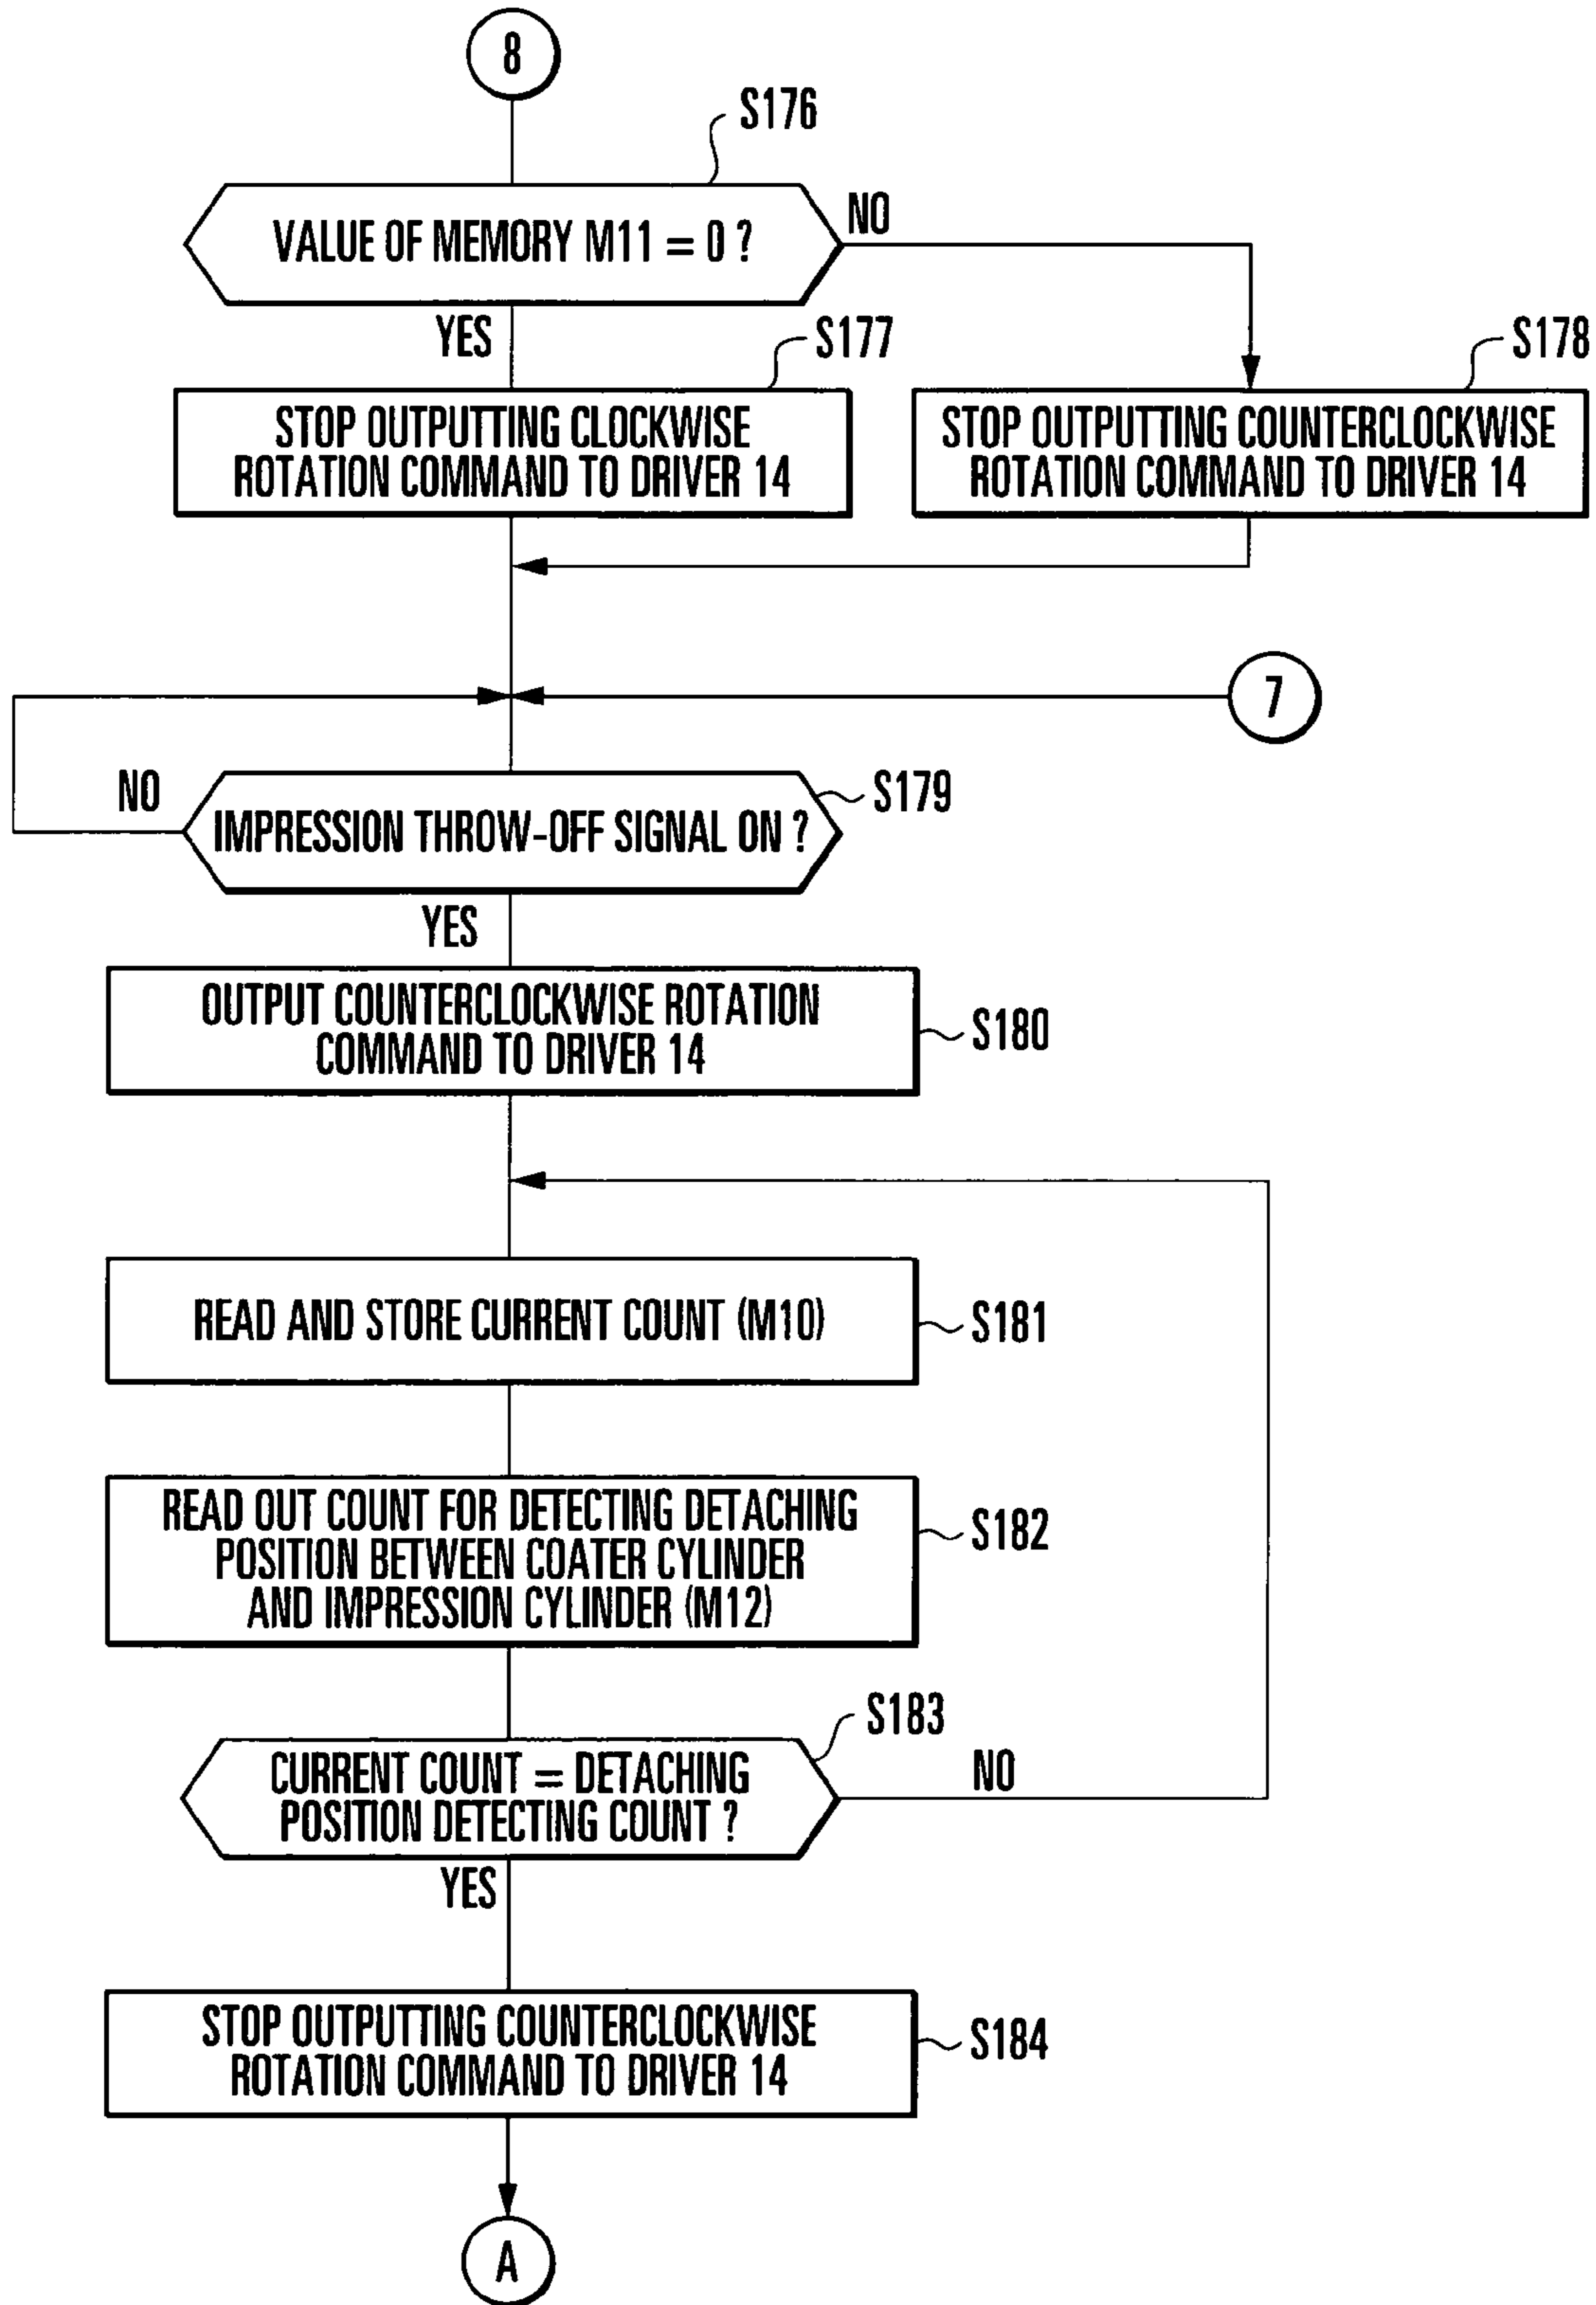 8
S176
VALUE OF MEMORY M11 = 0 ?
NO
YES
S177
S178
STOP OUTPUTTING CLOCKWISE
ROTATION COMMAND TO DRIVER 14
STOP OUTPUTTING COUNTERCLOCKWISE
ROTATION COMMAND TO DRIVER 14
7
NO
S179
IMPRESSION THROW-OFF SIGNAL ON ?
YES
OUTPUT COUNTERCLOCKWISE ROTATION
COMMAND TO DRIVER 14
S180
READ AND STORE CURRENT COUNT (M10)
S181
READ OUT COUNT FOR DETECTING DETACHING
POSITION BETWEEN COATER CYLINDER
AND IMPRESSION CYLINDER (M12)
S182
S183
CURRENT COUNT = DETACHING
POSITION DETECTING COUNT ?
NO
YES
STOP OUTPUTTING COUNTERCLOCKWISE
ROTATION COMMAND TO DRIVER 14
S184
A